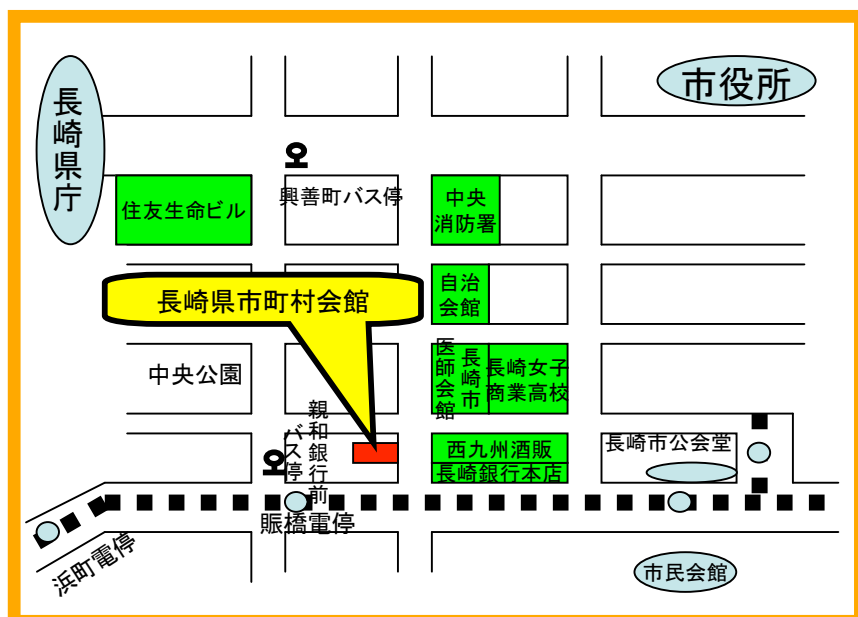 市役所
長崎県庁
興善町バス停
住友生命ビル
中央
消防署
自治
会館
長崎県市町村会館
中央公園
医師会館
長崎市
長崎女子
商業高校
親和銀行前
バス停
西九州酒販
長崎銀行本店
長崎市公会堂
賑橋電停
浜町電停
市民会館